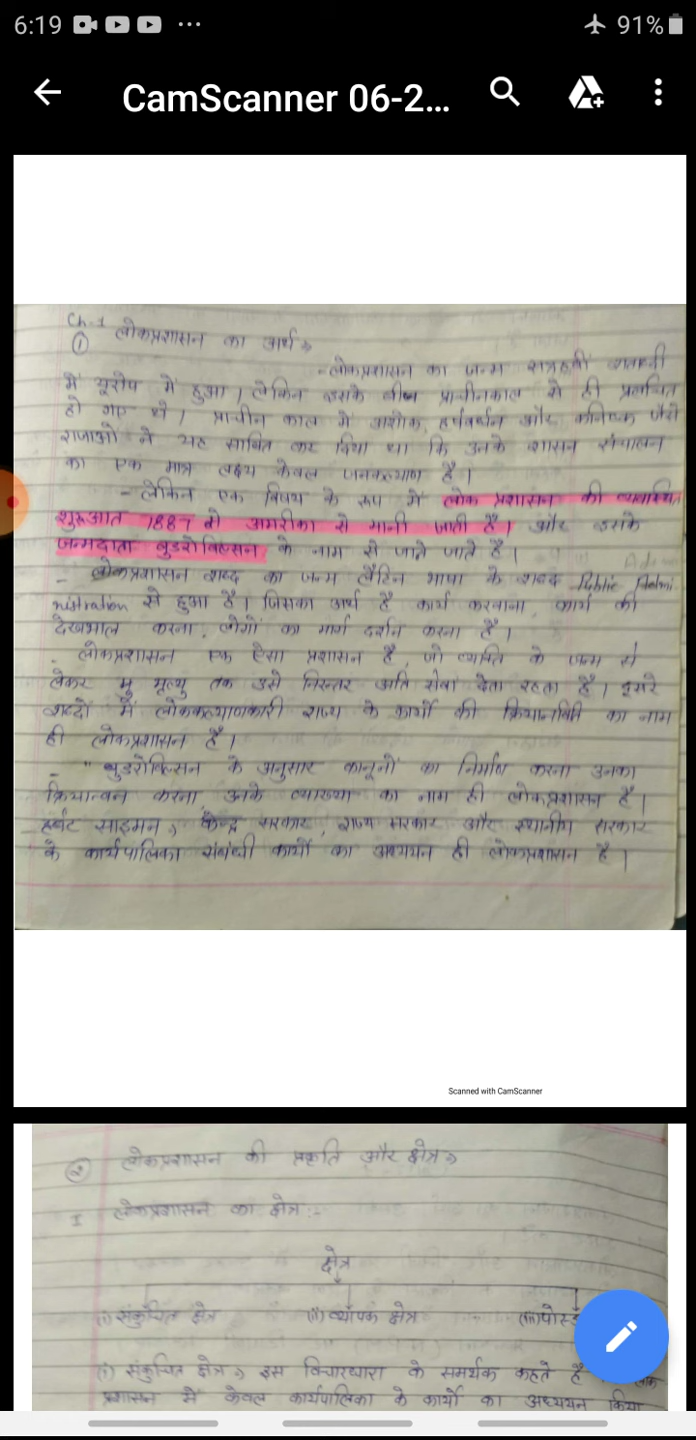 6:19
91%
CamScanner 06-2...
Ch-1
① लोकप्रशासन का अर्थ
-लोकप्रशासन का जन्म सत्रहवी शताब्दी
में यूरोप में हुआ। लेकिन इसके बीज प्राचीनकाल से ही प्रचलित
हो गए थे। प्राचीन काल में अशोक, हर्षवर्धन और कनिष्क जैसे
राजाओ ने यह साबित कर दिया था कि उनके शासन संचालन
का एक मात्र लक्ष्य केवल जनकल्याण है।
- लेकिन एक विषय के रूप में लोक प्रशासन की व्यवस्थित
शुरूआत 1887 से अमरीका से मानी जाती है। और इसके
जन्मदाता वुडरोविल्सन के नाम से जाने जाते है।
- लोकप्रशासन शब्द का जन्म लैटिन भाषा के शब्द Public Admi
nistration से हुआ है। जिसका अर्थ है कार्य करवाना, कार्य की
देखभाल करना, लोगों का मार्ग दर्शन करना है।
- लोकप्रशासन एक ऐसा प्रशासन है, जो व्यक्ति के जन्म से
लेकर मृत्यु तक उसे निरन्तर अति सेवा देता रहता है। दूसरे
शब्दों में लोककल्याणकारी राज्य के कार्यो की क्रियान्विति का नाम
ही लोकप्रशासन है।
- "वुडरोविल्सन के अनुसार कानूनों का निर्माण करना उनका
क्रियान्वन करना, उनके व्याख्या का नाम ही लोकप्रशासन है।
हर्बट साइमन, केन्द्र सरकार, राज्य सरकार और स्थानीय सरकार
के कार्यपालिका संबंधी कार्यो का अध्ययन ही लोकप्रशासन है।
Scanned with CamScanner
② लोकप्रशासन की प्रकृति और क्षेत्र
I लोकप्रशासन का क्षेत्र :-
क्षेत्र
(i) संकुचित क्षेत्र (ii) व्यापक क्षेत्र (iii) पोस्ड
(i) संकुचित क्षेत्र इस विचारधारा के समर्थक कहते है लोक
प्रशासन में केवल कार्यपालिका के कार्यो का अध्ययन किया